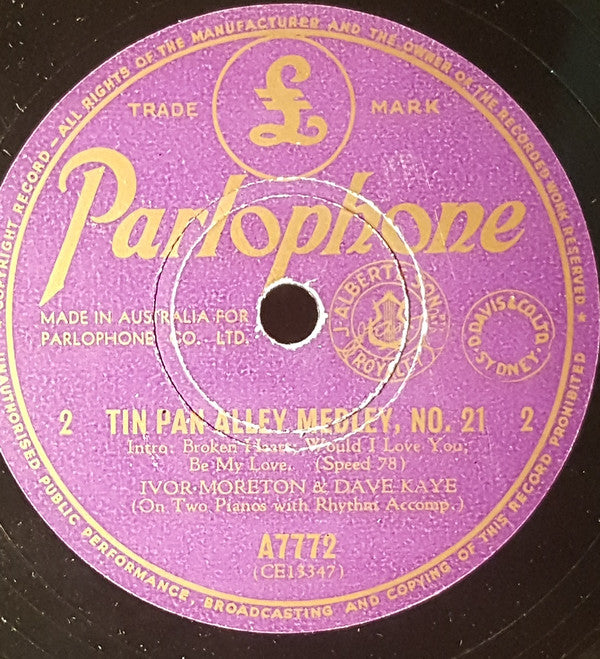 COPYRIGHT RECORD — ALL RIGHTS OF THE MANUFACTURER AND THE OWNER OF THE RECORDED WORK RESERVED ★
UNAUTHORISED PUBLIC PERFORMANCE, BROADCASTING AND COPYING OF THIS RECORD PROHIBITED
TRADE £ MARK
Parlophone
MADE IN AUSTRALIA FOR
PARLOPHONE CO. LTD.
J. ALBERT & SON
ROYALTY
D. DAVIS & CO. LTD.
SYDNEY
2 TIN PAN ALLEY MEDLEY, NO. 21 2
Intro: Broken Heart, Would I Love You,
Be My Love. (Speed 78)
IVOR MORETON & DAVE KAYE
(On Two Pianos with Rhythm Accomp.)
A7772
(CE13347)